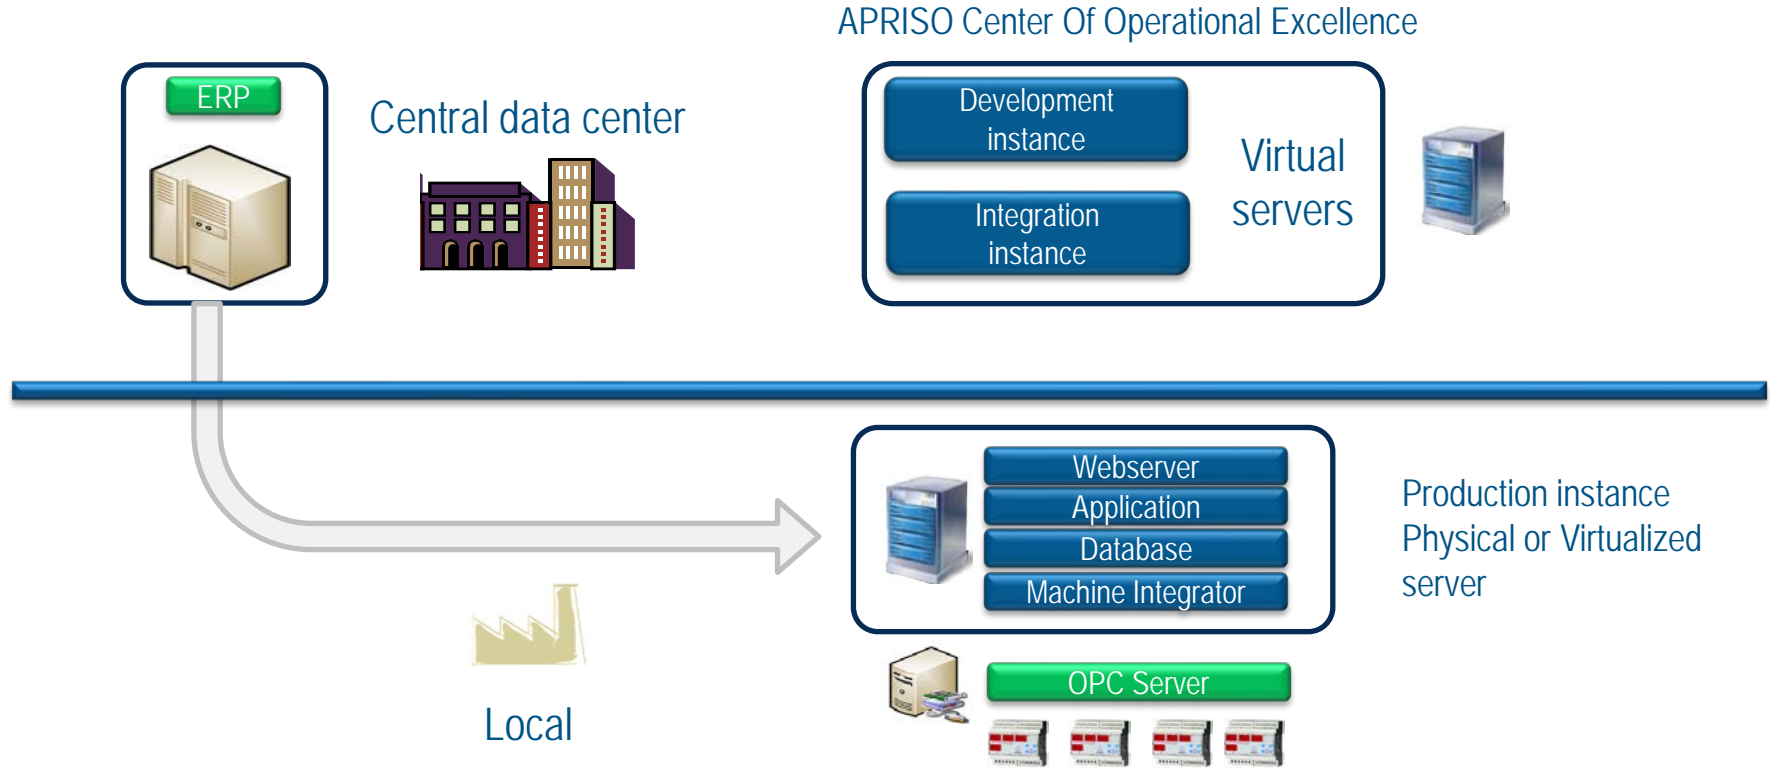 APRISO Center Of Operational Excellence
ERP
Central data center
Development
instance
Integration
instance
Virtual
servers
Webserver
Application
Database
Machine Integrator
Production instance
Physical or Virtualized
server
OPC Server
Local